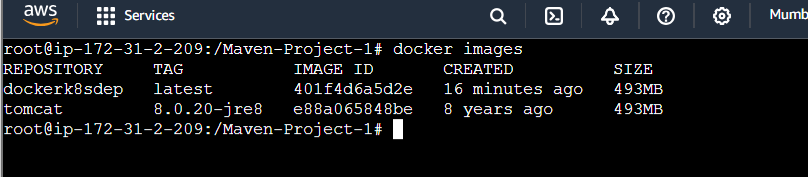 aws Services Mumb
root@ip-172-31-2-209:/Maven-Project-1# docker images
REPOSITORY TAG IMAGE ID CREATED SIZE
dockerk8sdep latest 401f4d6a5d2e 16 minutes ago 493MB
tomcat 8.0.20-jre8 e88a065848be 8 years ago 493MB
root@ip-172-31-2-209:/Maven-Project-1#